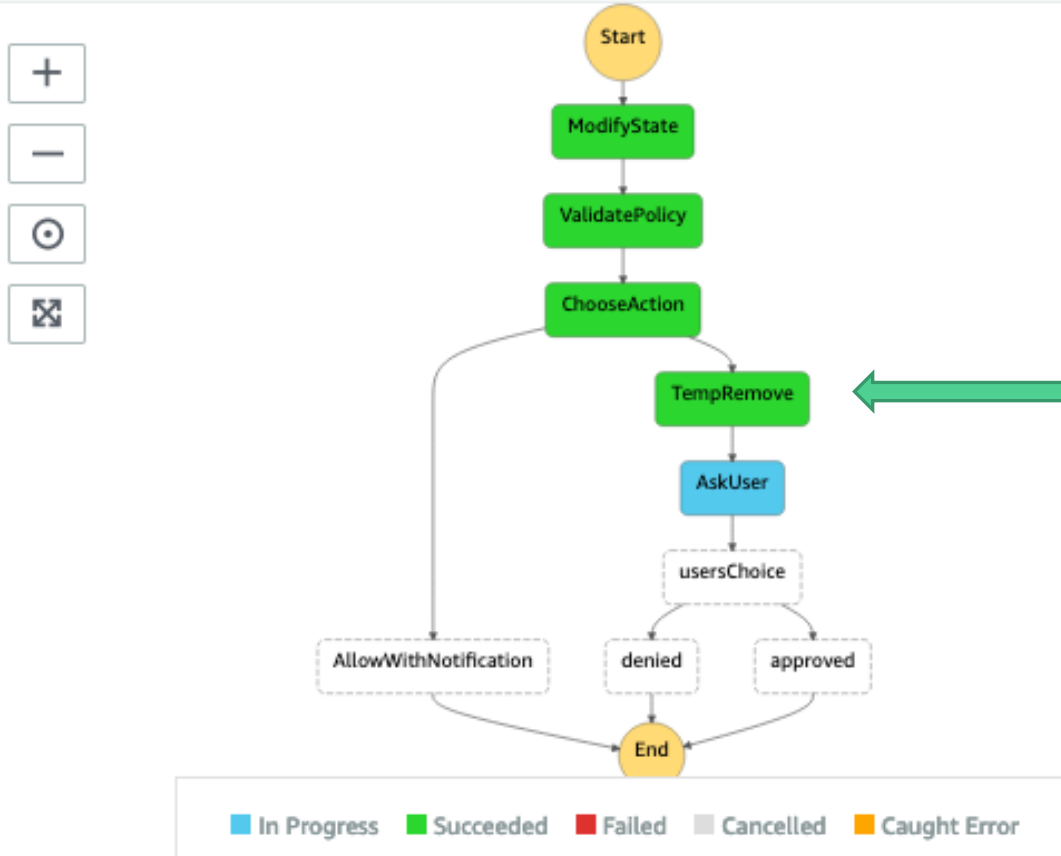 Start
ModifyState
ValidatePolicy
ChooseAction
TempRemove
AskUser
usersChoice
AllowWithNotification denied approved
End
In Progress Succeeded Failed Cancelled Caught Error